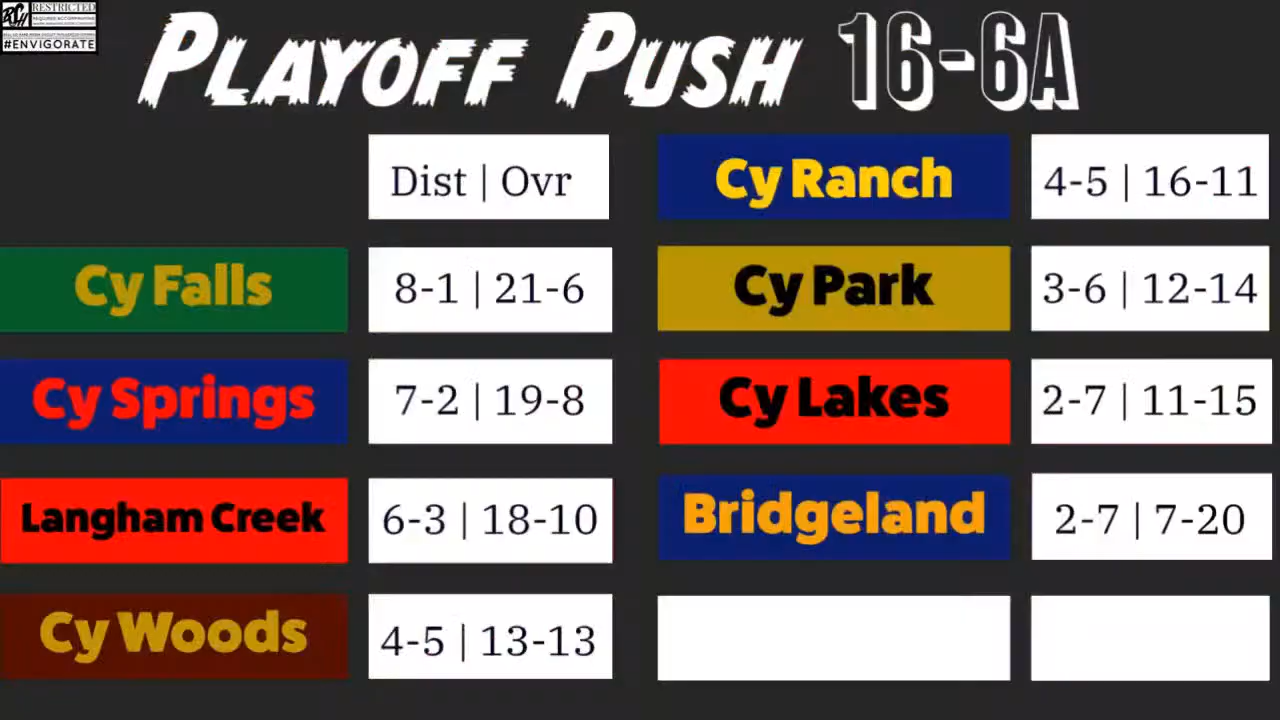 RESTRICTED
#ENVIGORATE
PLAYOFF PUSH 16-6A
Dist | Ovr
Cy Falls 8-1 | 21-6
Cy Springs 7-2 | 19-8
Langham Creek 6-3 | 18-10
Cy Woods 4-5 | 13-13
Cy Ranch 4-5 | 16-11
Cy Park 3-6 | 12-14
Cy Lakes 2-7 | 11-15
Bridgeland 2-7 | 7-20